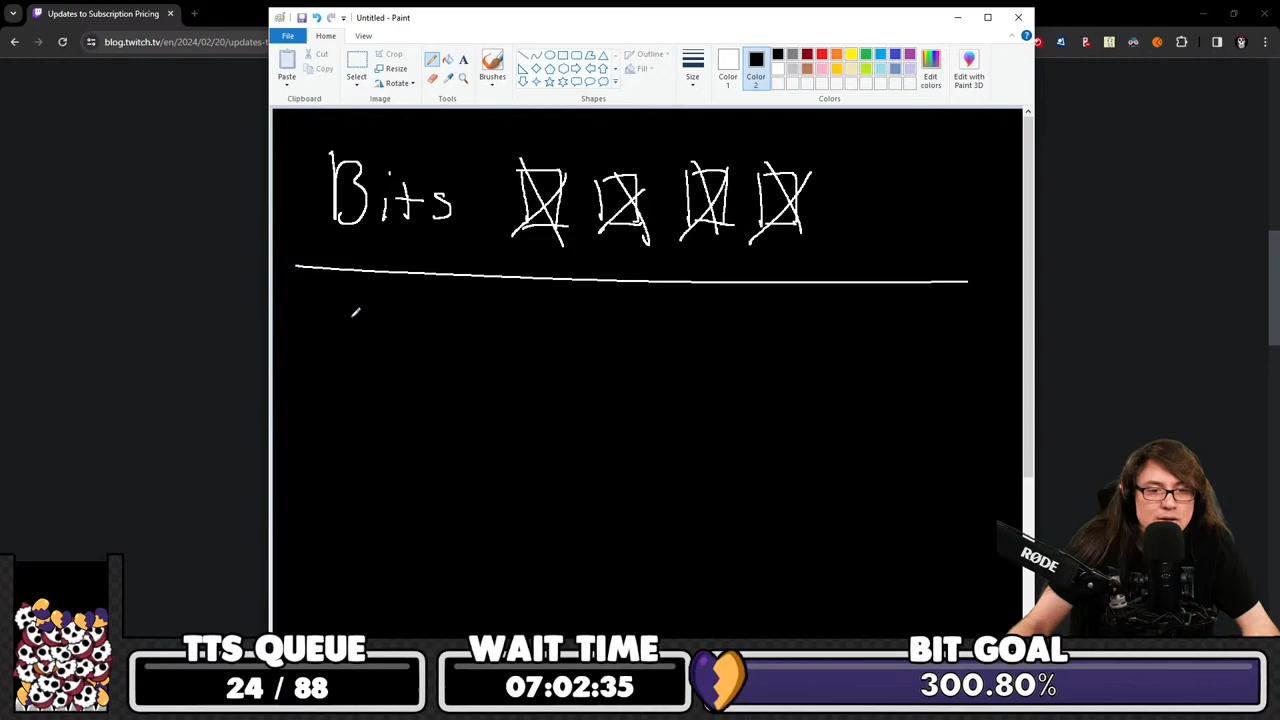 Updates to Subscription Pricing
Untitled - Paint
blog.twitch.tv/en/2024/02/20/updates-t
File
Home
View
Paste
Cut
Copy
Clipboard
Select
Crop
Resize
Rotate
Image
Tools
Brushes
Outline
Fill
Shapes
Size
Color 1
Color 2
Edit colors
Colors
Edit with Paint 3D
Bits
RØDE
TTS QUEUE
24 / 88
WAIT TIME
07:02:35
BIT GOAL
300.80%